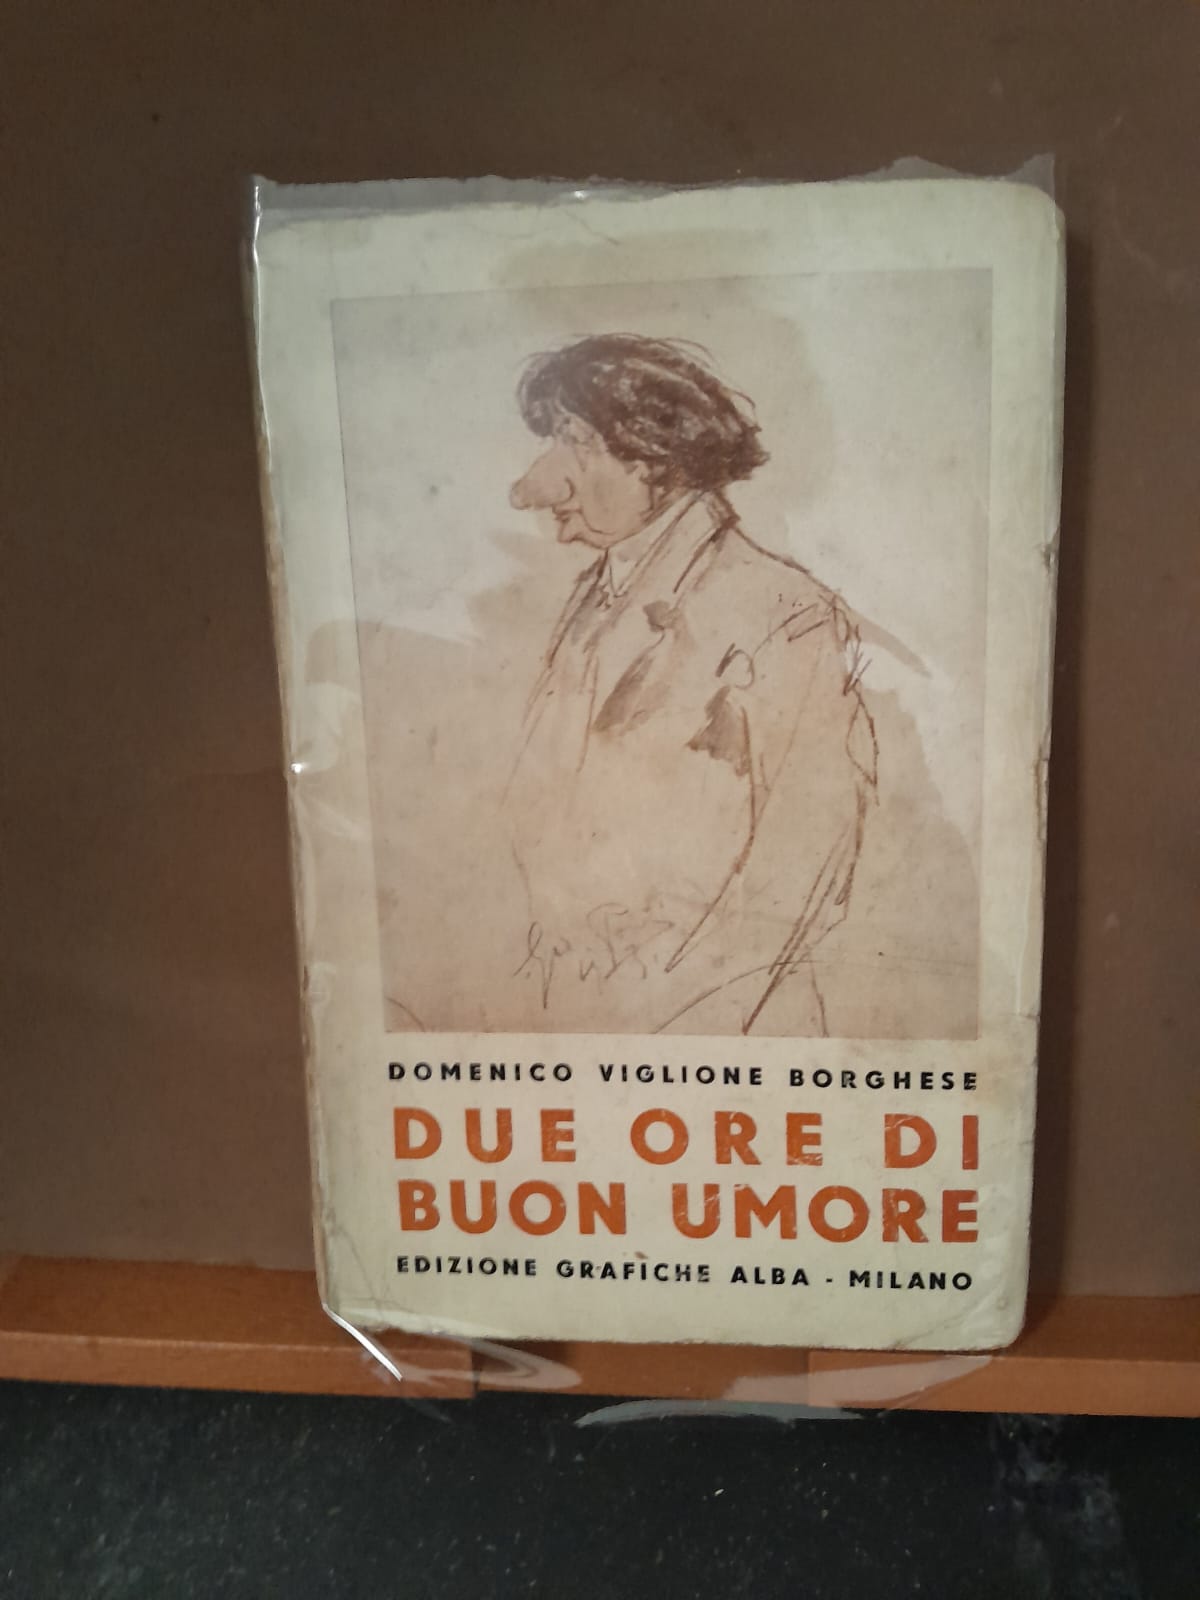 DOMENICO VIGLIONE BORGHESE
DUE ORE DI
BUON UMORE
EDIZIONE GRAFICHE ALBA - MILANO